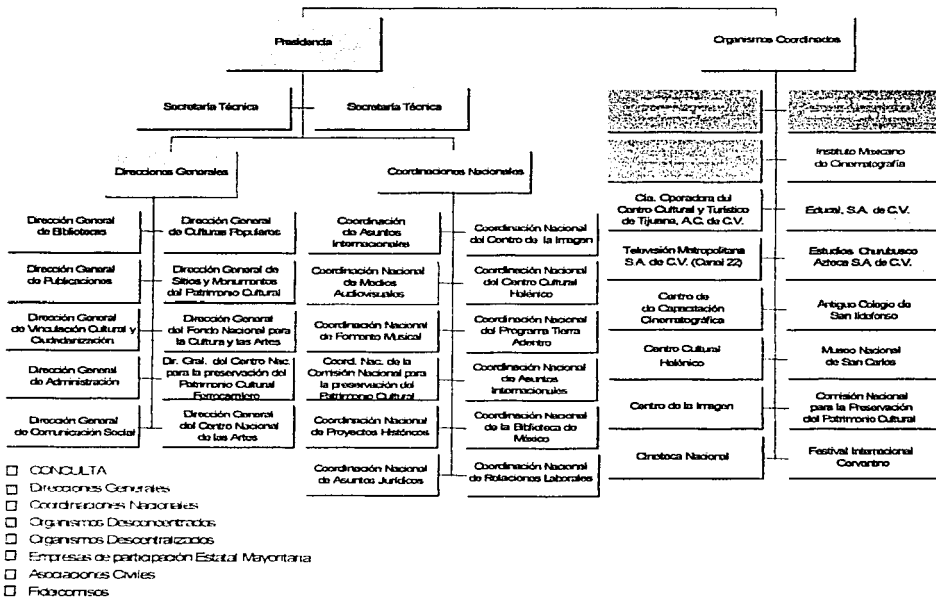 Presidencia
Organismos Coordinados
Secretaría Técnica
Secretaría Técnica
Direcciones Generales
Coordinaciones Nacionales
Dirección General
de Bibliotecas
Dirección General
de Culturas Populares
Dirección General
de Publicaciones
Dirección General de
Sitios y Monumentos
del Patrimonio Cultural
Dirección General
de Vinculación Cultural y
Ciudadanización
Dirección General
del Fondo Nacional para
la Cultura y las Artes
Dirección General
de Administración
Dir. Gral. del Centro Nac.
para la preservación del
Patrimonio Cultural
Ferrocarrilero
Dirección General
de Comunicación Social
Dirección General
del Centro Nacional
de las Artes
Coordinación
de Asuntos
Internacionales
Coordinación Nacional
del Centro de la Imagen
Coordinación Nacional
de Medios
Audiovisuales
Coordinación Nacional
del Centro Cultural
Helénico
Coordinación Nacional
de Fomento Musical
Coordinación Nacional
del Programa Tierra
Adentro
Coord. Nac. de la
Comisión Nacional para
la preservación del
Patrimonio Cultural
Coordinación Nacional
de Asuntos
Internacionales
Coordinación Nacional
de Proyectos Históricos
Coordinación Nacional
de la Biblioteca de
México
Coordinación Nacional
de Asuntos Jurídicos
Coordinación Nacional
de Relaciones Laborales
Instituto Mexicano
de Cinematografía
Cía. Operadora del
Centro Cultural y Turístico
de Tijuana, A.C. de C.V.
Educal, S.A. de C.V.
Televisión Metropolitana
S.A. de C.V. (Canal 22)
Estudios Churubusco
Azteca S.A. de C.V.
Centro de
de Capacitación
Cinematográfica
Antiguo Colegio de
San Ildefonso
Centro Cultural
Helénico
Museo Nacional
de San Carlos
Centro de la Imagen
Comisión Nacional
para la Preservación
del Patrimonio Cultural
Cineteca Nacional
Festival Internacional
Cervantino
CONCULTA
Direcciones Generales
Coordinaciones Nacionales
Organismos Desconcentrados
Organismos Descentralizados
Empresas de participación Estatal Mayoritaria
Asociaciones Civiles
Fideicomisos